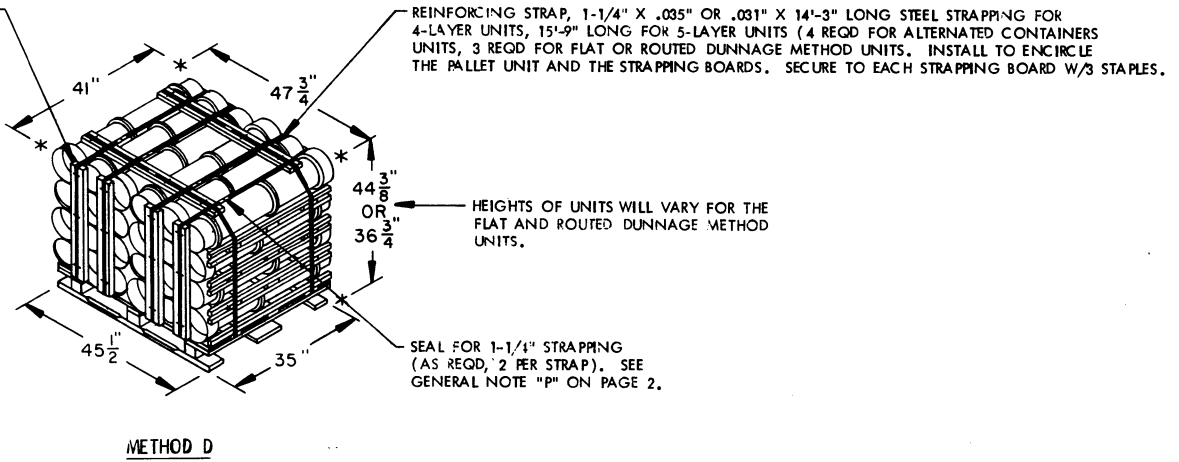 REINFORCING STRAP, 1-1/4" X .035" OR .031" X 14'-3" LONG STEEL STRAPPING FOR
4-LAYER UNITS, 15'-9" LONG FOR 5-LAYER UNITS (4 REQD FOR ALTERNATED CONTAINERS
UNITS, 3 REQD FOR FLAT OR ROUTED DUNNAGE METHOD UNITS. INSTALL TO ENCIRCLE
THE PALLET UNIT AND THE STRAPPING BOARDS. SECURE TO EACH STRAPPING BOARD W/3 STAPLES.
*
41"
47 3/4"
*
*
44 3/8"
OR
36 3/4"
HEIGHTS OF UNITS WILL VARY FOR THE
FLAT AND ROUTED DUNNAGE METHOD
UNITS.
*
45 1/2"
35"
SEAL FOR 1-1/4" STRAPPING
(AS REQD, 2 PER STRAP). SEE
GENERAL NOTE "P" ON PAGE 2.
METHOD D